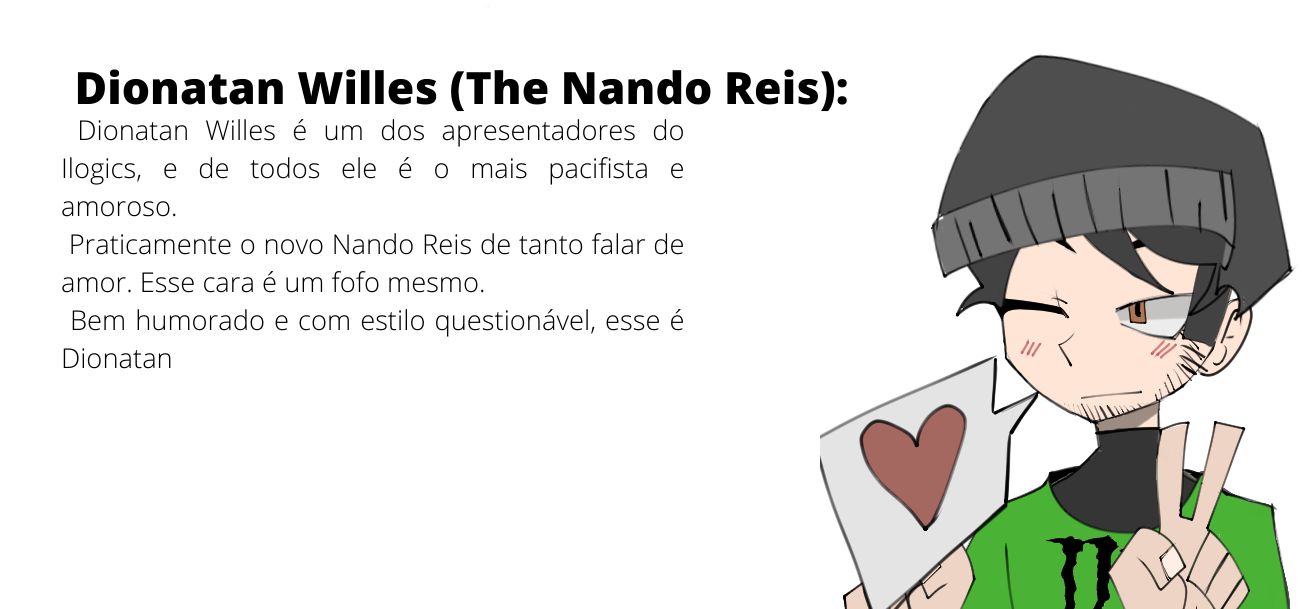 Dionatan Willes (The Nando Reis):
Dionatan Willes é um dos apresentadores do
Ilogics, e de todos ele é o mais pacifista e
amoroso.
Praticamente o novo Nando Reis de tanto falar de
amor. Esse cara é um fofo mesmo.
Bem humorado e com estilo questionável, esse é
Dionatan